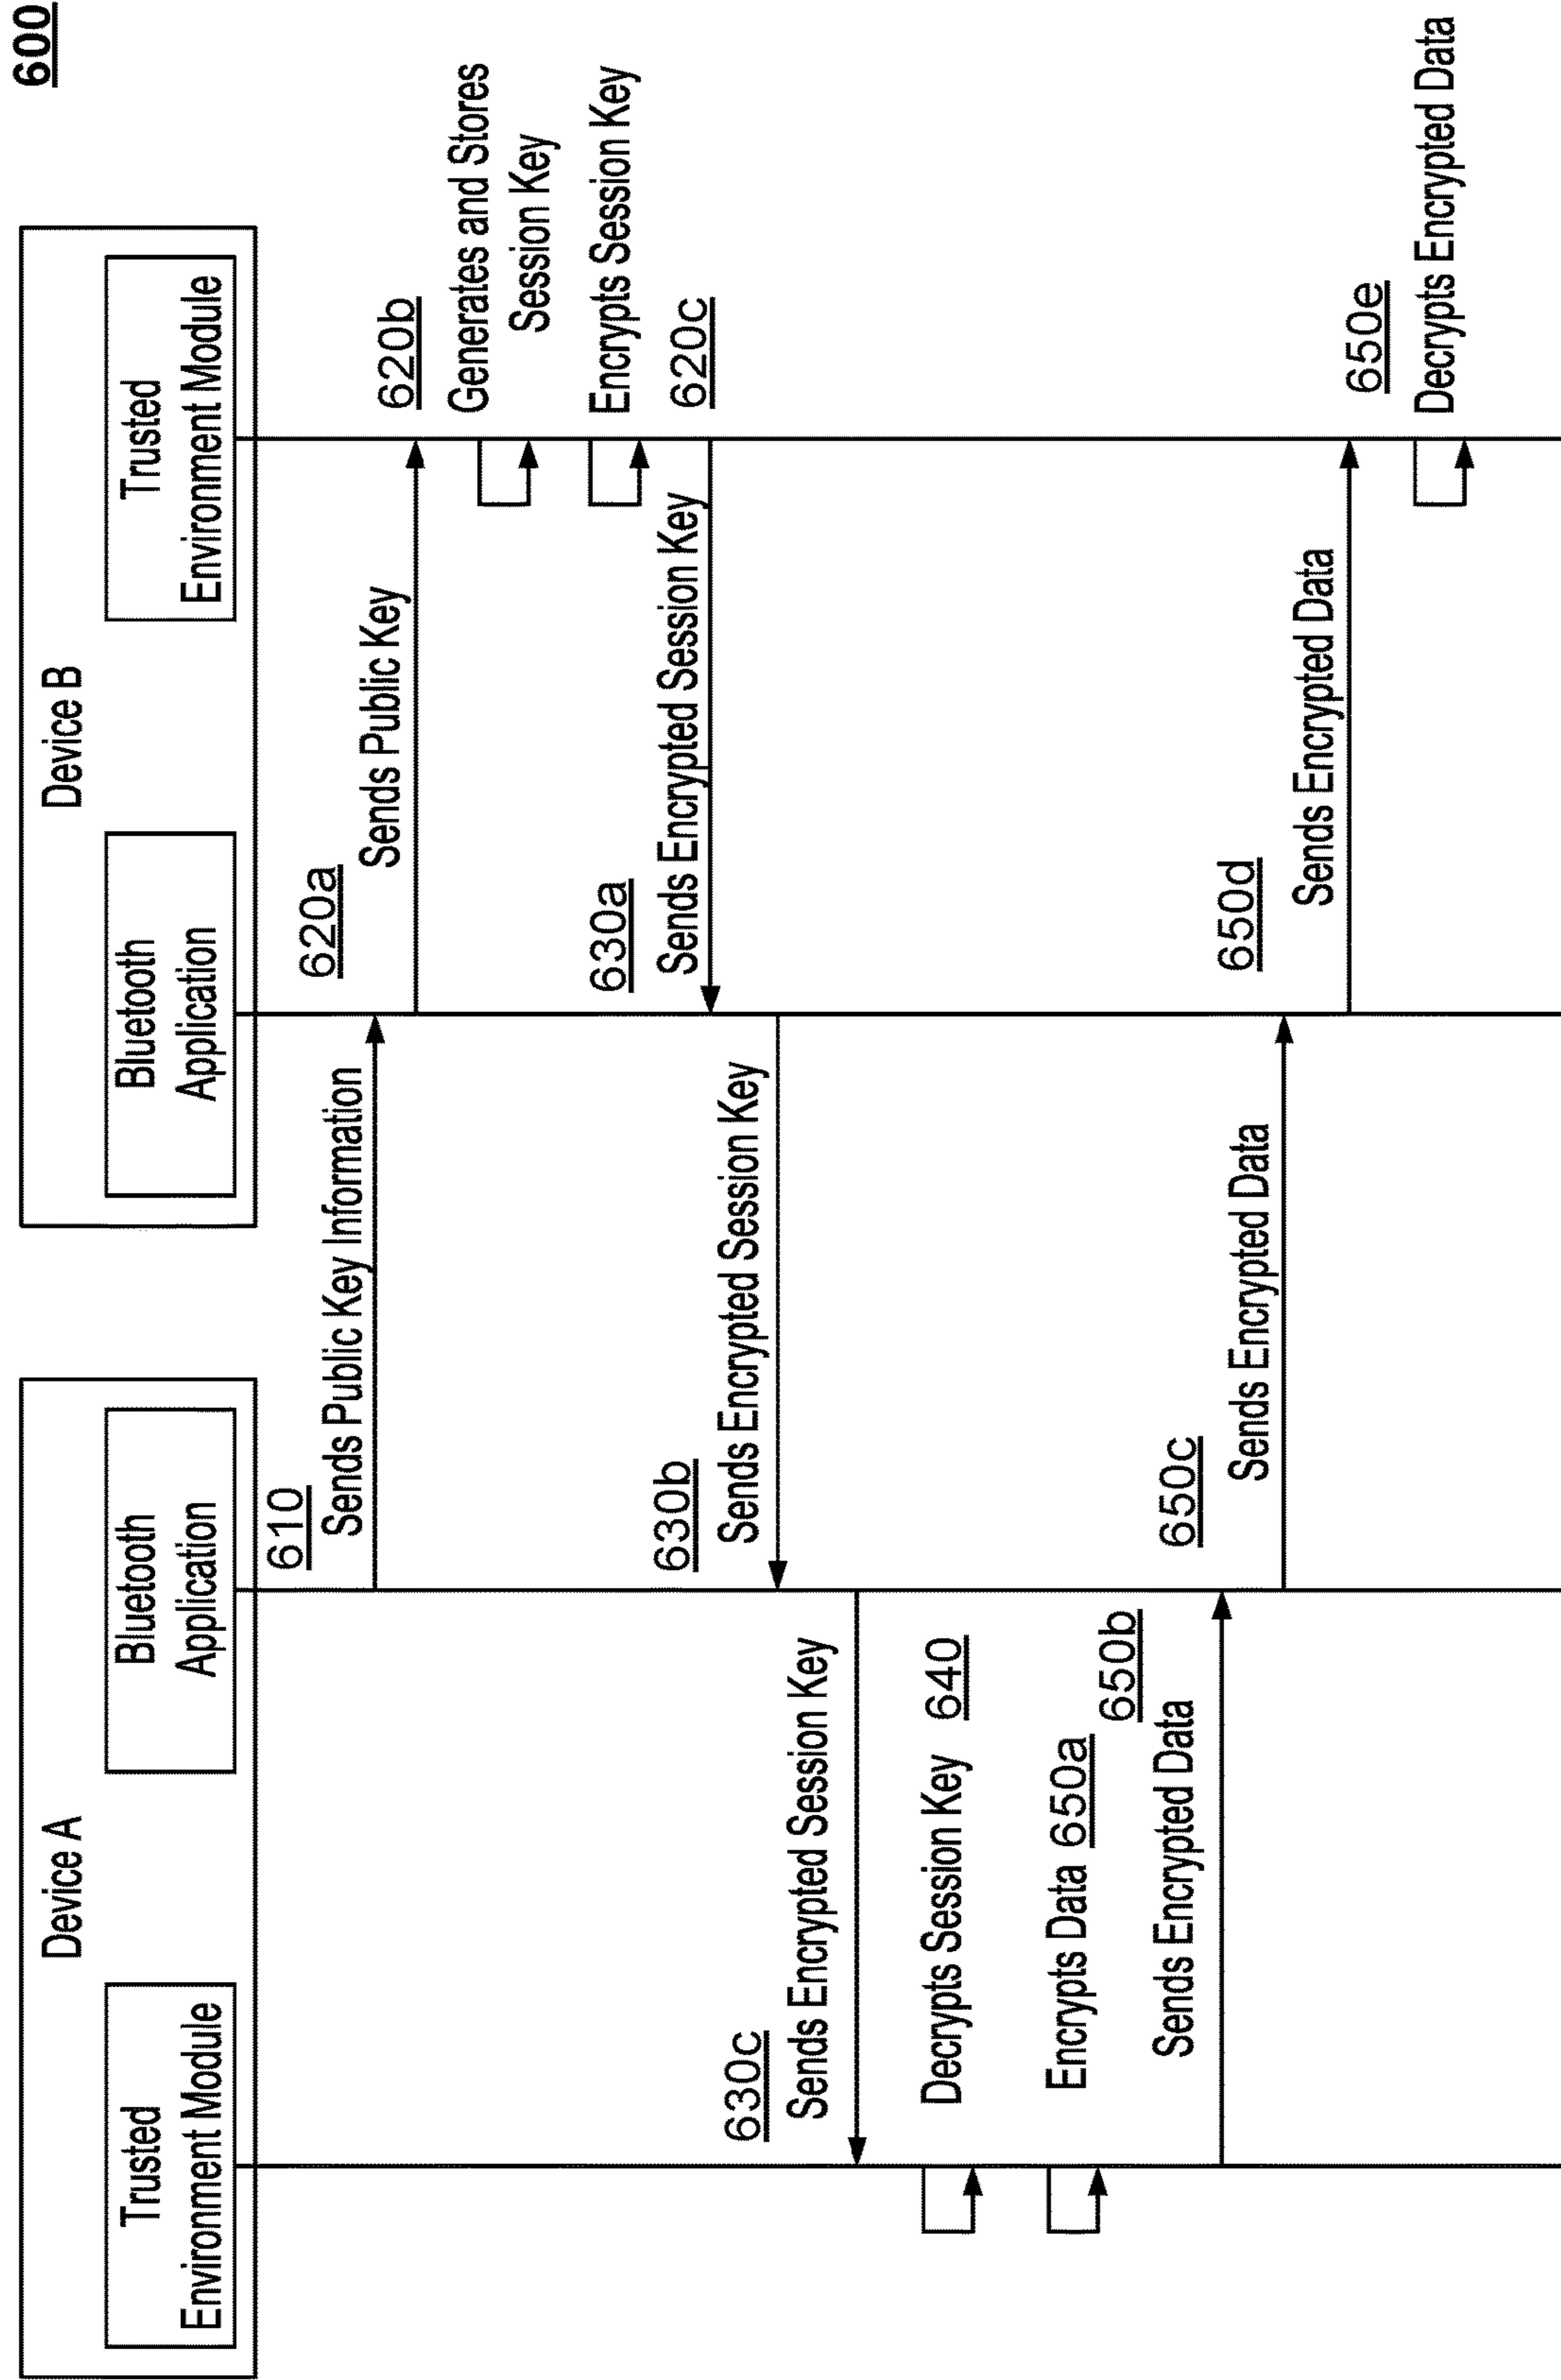 600
Device A
Device B
Trusted
Environment Module
Bluetooth
Application
Bluetooth
Application
Trusted
Environment Module
610
Sends Public Key Information
620a
Sends Public Key
620b
Generates and Stores
Session Key
Encrypts Session Key
620c
630a
Sends Encrypted Session Key
630b
Sends Encrypted Session Key
630c
Sends Encrypted Session Key
Decrypts Session Key 640
Encrypts Data 650a
650b
Sends Encrypted Data
650c
Sends Encrypted Data
650d
Sends Encrypted Data
650e
Decrypts Encrypted Data